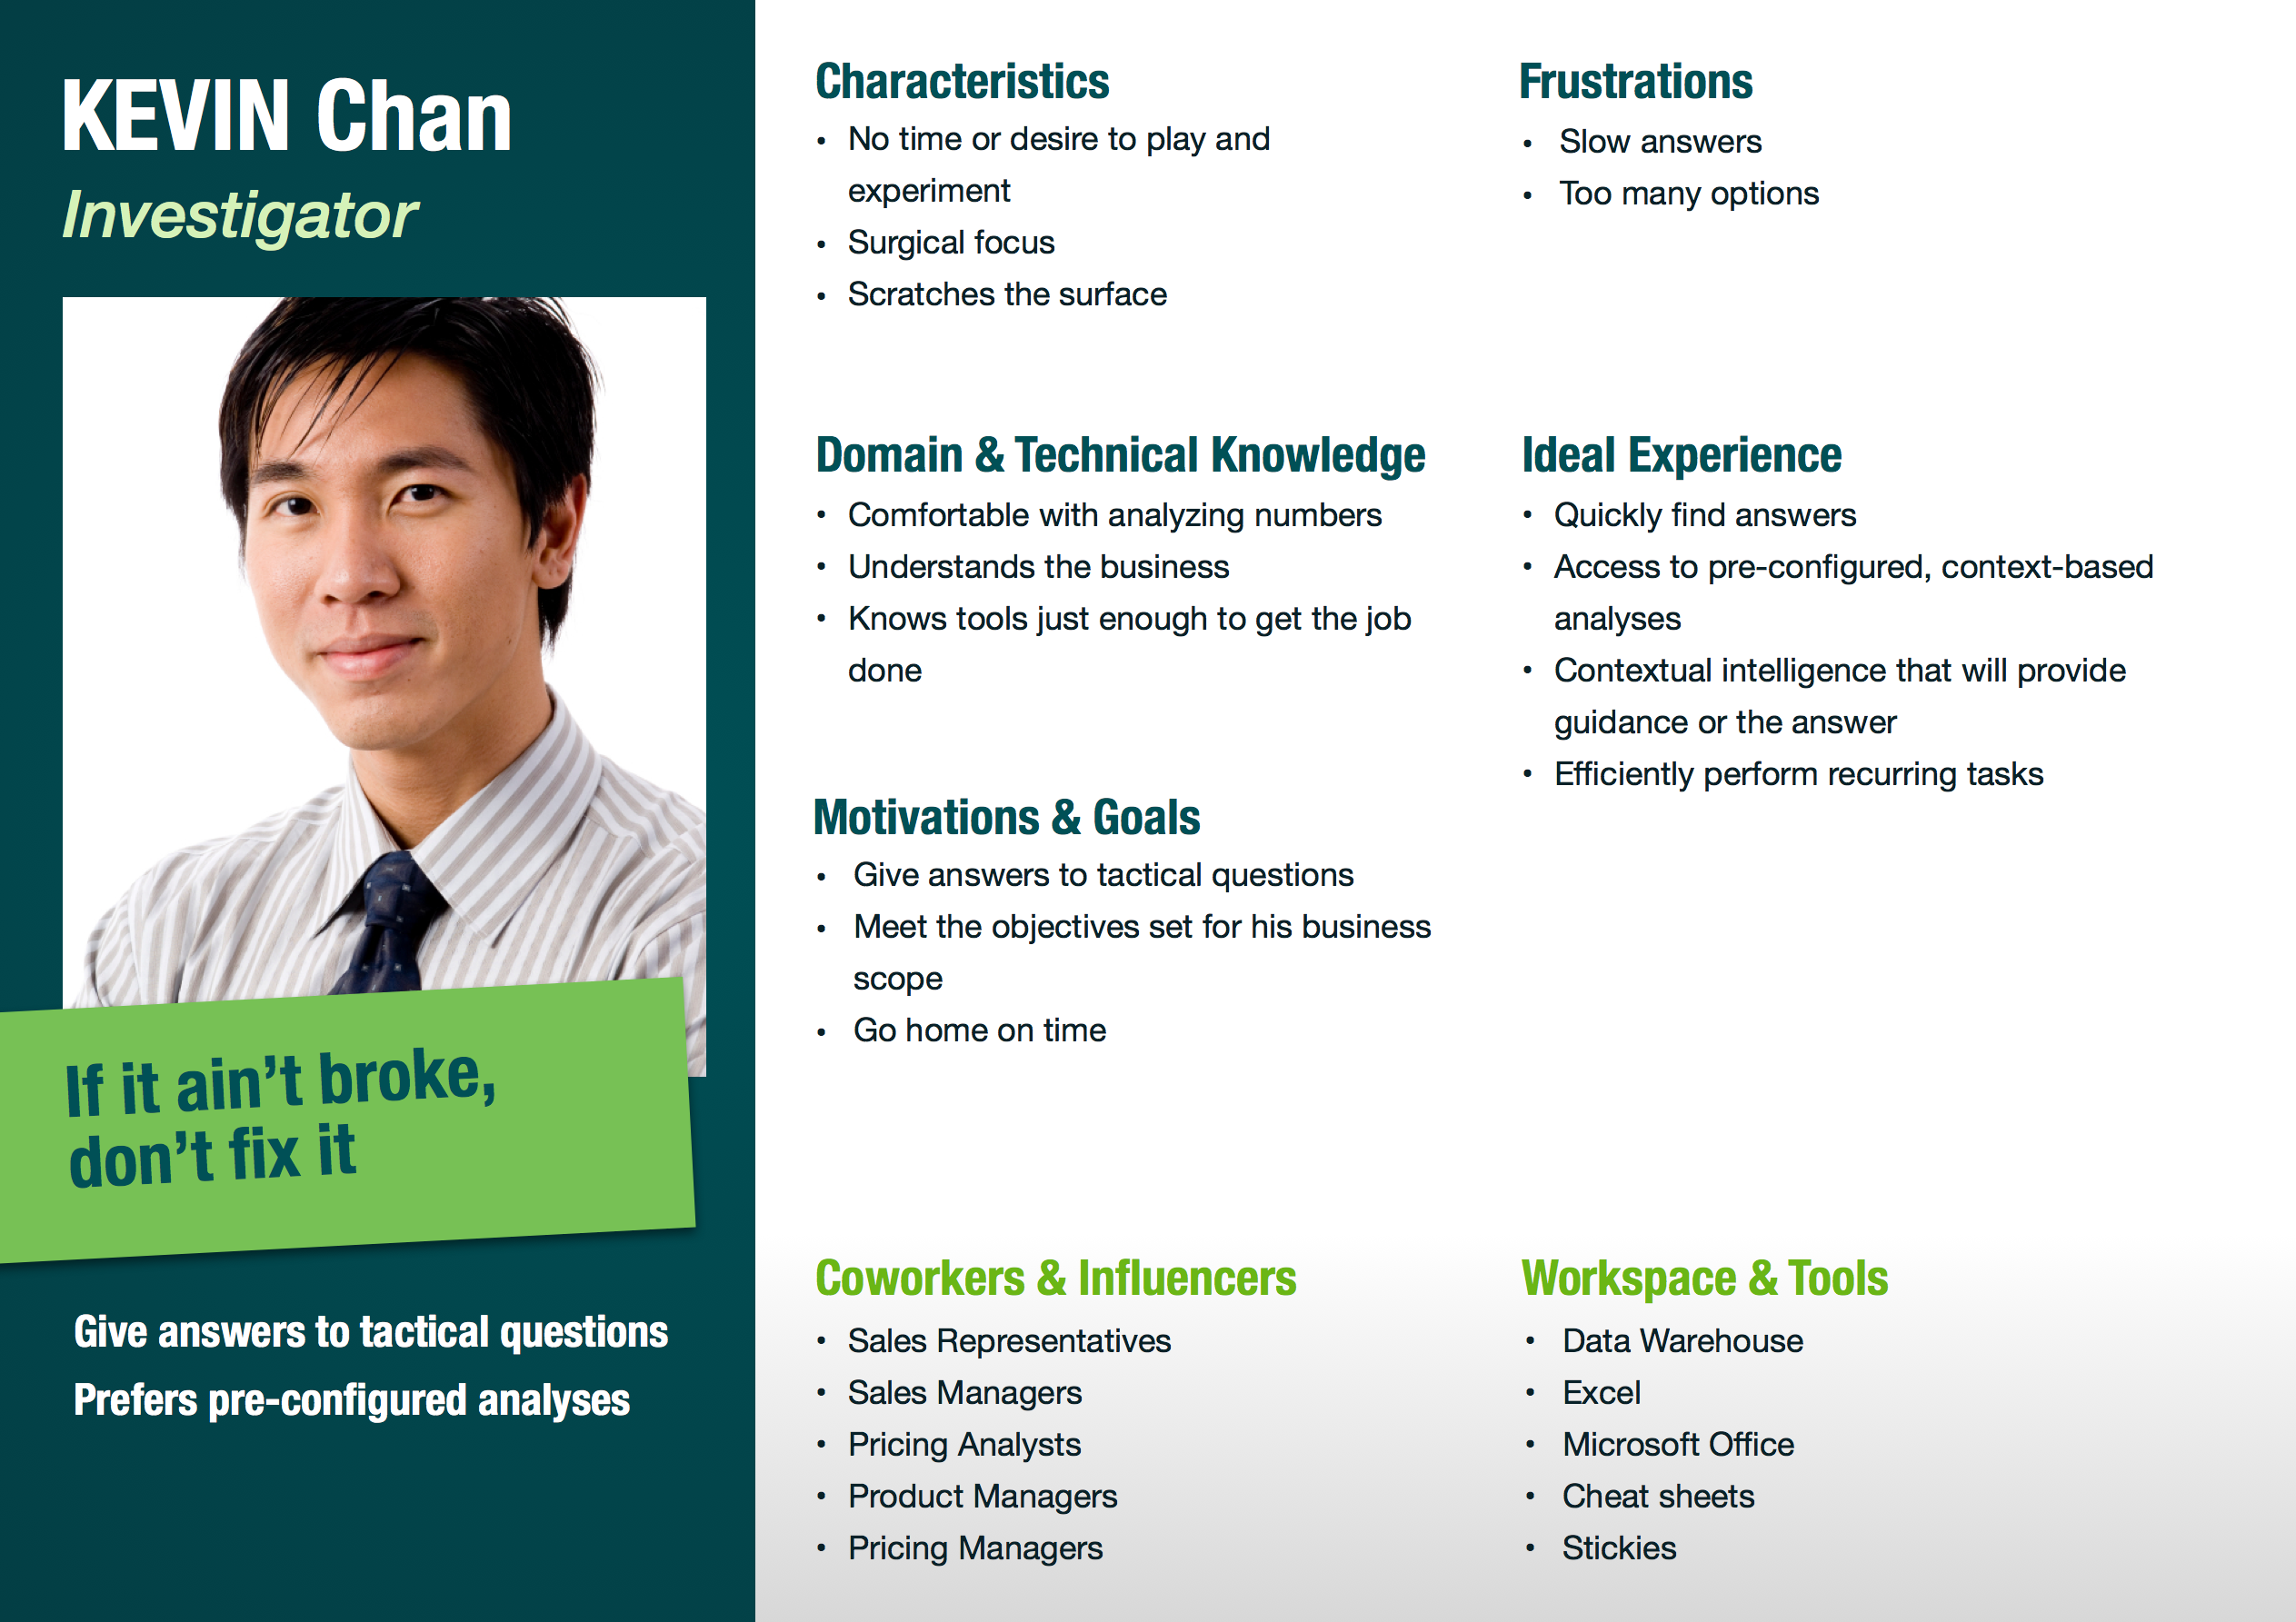 KEVIN Chan
Investigator
If it ain’t broke,
don’t fix it
Give answers to tactical questions
Prefers pre-configured analyses
Characteristics
• No time or desire to play and
experiment
• Surgical focus
• Scratches the surface
Domain & Technical Knowledge
• Comfortable with analyzing numbers
• Understands the business
• Knows tools just enough to get the job
done
Motivations & Goals
• Give answers to tactical questions
• Meet the objectives set for his business
scope
• Go home on time
Frustrations
• Slow answers
• Too many options
Ideal Experience
• Quickly find answers
• Access to pre-configured, context-based
analyses
• Contextual intelligence that will provide
guidance or the answer
• Efficiently perform recurring tasks
Coworkers & Influencers
• Sales Representatives
• Sales Managers
• Pricing Analysts
• Product Managers
• Pricing Managers
Workspace & Tools
• Data Warehouse
• Excel
• Microsoft Office
• Cheat sheets
• Stickies